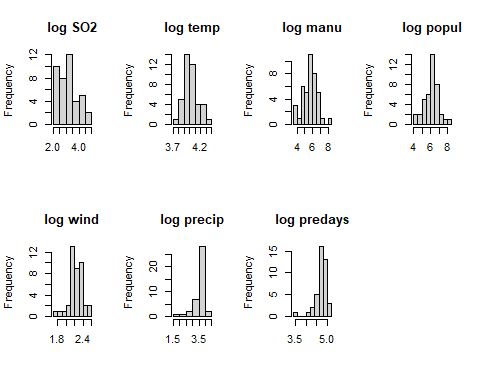 log SO2
Frequency
0 4 8 12
2.0 4.0
log temp
Frequency
0 4 8 12
3.7 4.2
log manu
Frequency
0 4 8
4 6 8
log popul
Frequency
0 4 8 12
4 6 8
log wind
Frequency
0 4 8 12
1.8 2.4
log precip
Frequency
0 10 20
1.5 3.5
log predays
Frequency
0 5 10 15
3.5 5.0